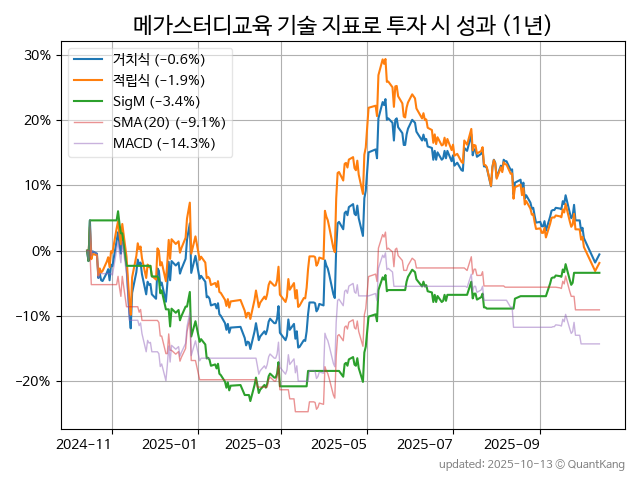 메가스터디교육 기술 지표로 투자 시 성과 (1년)
30%
20%
10%
0%
−10%
−20%
거치식 (−0.6%)
적립식 (−1.9%)
SigM (−3.4%)
SMA(20) (−9.1%)
MACD (−14.3%)
2024-11 2025-01 2025-03 2025-05 2025-07 2025-09
updated: 2025-10-13 © QuantKang